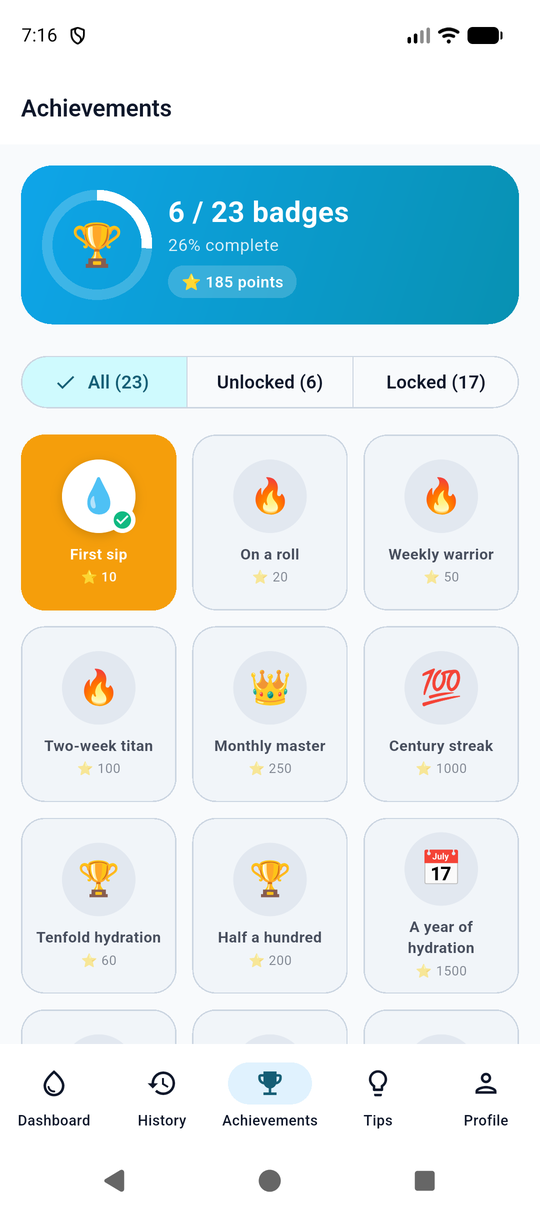 7:16
Achievements
6 / 23 badges
26% complete
⭐ 185 points
All (23)
Unlocked (6)
Locked (17)
First sip
⭐ 10
On a roll
⭐ 20
Weekly warrior
⭐ 50
Two-week titan
⭐ 100
Monthly master
⭐ 250
💯
Century streak
⭐ 1000
Tenfold hydration
⭐ 60
Half a hundred
⭐ 200
July
17
A year of
hydration
⭐ 1500
Dashboard
History
Achievements
Tips
Profile